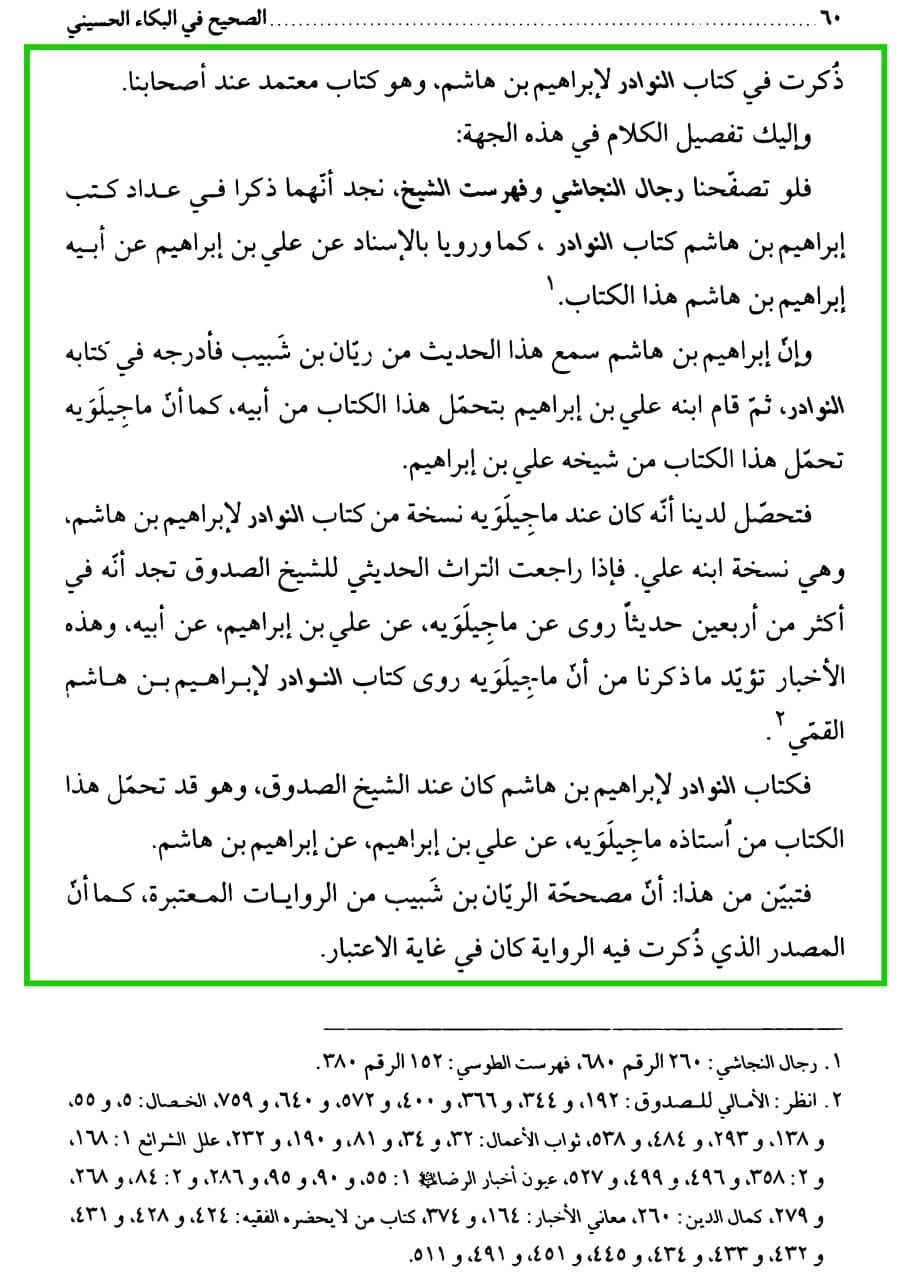 ٦٠ ........................................................................ الصحيح في البكاء الحسيني
ذُكرت في كتاب النوادر لإبراهيم بن هاشم، وهو كتاب معتمد عند أصحابنا.
وإليك تفصيل الكلام في هذه الجهة:
فلو تصفّحنا رجال النجاشي وفهرست الشيخ، نجد أنّهما ذكرا في عداد كتب
إبراهيم بن هاشم كتاب النوادر ، كما ورويا بالإسناد عن علي بن إبراهيم عن أبيه
إبراهيم بن هاشم هذا الكتاب.١
وإنّ إبراهيم بن هاشم سمع هذا الحديث من ريّان بن شَبيب فأدرجه في كتابه
النوادر، ثمّ قام ابنه علي بن إبراهيم بتحمّل هذا الكتاب من أبيه، كما أنّ ماجِيلَوَيه
تحمّل هذا الكتاب من شيخه علي بن إبراهيم.
فتحصّل لدينا أنّه كان عند ماجِيلَوَيه نسخة من كتاب النوادر لإبراهيم بن هاشم،
وهي نسخة ابنه علي. فإذا راجعت التراث الحديثي للشيخ الصدوق تجد أنّه في
أكثر من أربعين حديثاً روى عن ماجِيلَوَيه، عن علي بن إبراهيم، عن أبيه، وهذه
الأخبار تؤيّد ما ذكرنا من أنّ ماجِيلَوَيه روى كتاب النوادر لإبراهيم بن هاشم
القمّي٢.
فكتاب النوادر لإبراهيم بن هاشم كان عند الشيخ الصدوق، وهو قد تحمّل هذا
الكتاب من أُستاذه ماجِيلَوَيه، عن علي بن إبراهيم، عن إبراهيم بن هاشم.
فتبيّن من هذا: أنّ مصححّة الريّان بن شَبيب من الروايات المعتبرة، كما أنّ
المصدر الذي ذُكرت فيه الرواية كان في غاية الاعتبار.
١. رجال النجاشي: ٢٦٠ الرقم ٦٨٠، فهرست الطوسي: ١٥٢ الرقم ٣٨٠.
٢. انظر: الأمالي للصدوق: ١٩٢، و ٣٤٤، و ٣٦٦، و ٤٠٠، و ٥٧٢، و ٦٤٠، و ٧٥٩، الخصال: ٥، و ٥٥،
و ١٣٨، و ٢٩٣، و ٤٨٤، و ٥٣٨، ثواب الأعمال: ٣٢، و ٣٤، و ٨١، و ١٩٠، و ٢٣٢، علل الشرائع ١: ١٦٨،
و ٢: ٣٥٨، و ٤٩٦، و ٤٩٩، و ٥٢٧، عيون أخبار الرضا ١: ٥٥، و ٩٠، و ٩٥، و ٢٨٦، و ٢: ٨٤، و ٢٦٨،
و ٢٧٩، كمال الدين: ٢٦٠، معاني الأخبار: ١٦٤، و ٣٧٤، كتاب من لا يحضره الفقيه: ٤٢٤، و ٤٢٨، و ٤٣١،
و ٤٣٢، و ٤٣٣، و ٤٣٤، و ٤٤٥، و ٤٥١، و ٤٩١، و ٥١١.